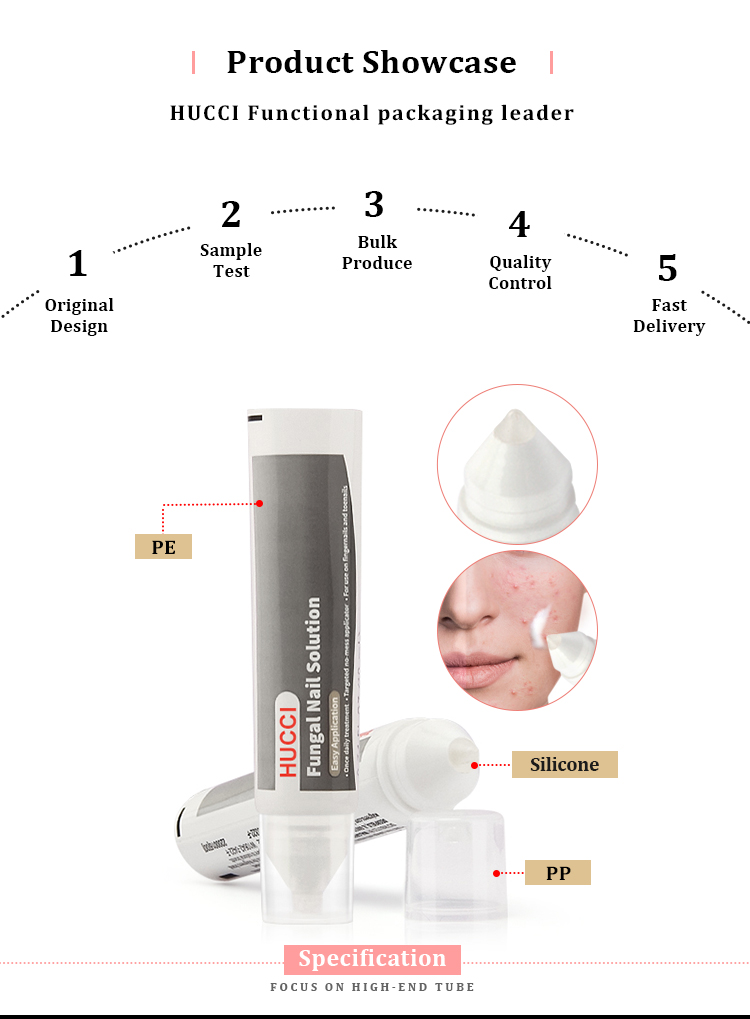 Product Showcase
HUCCI Functional packaging leader
1
Original
Design
2
Sample
Test
3
Bulk
Produce
4
Quality
Control
5
Fast
Delivery
PE
HUCCI
Fungal Nail Solution
Easy Application
• Once daily treatment • Targeted no-mess applicator • For use on fingernails and toenails
Silicone
PP
Specification
FOCUS ON HIGH-END TUBE